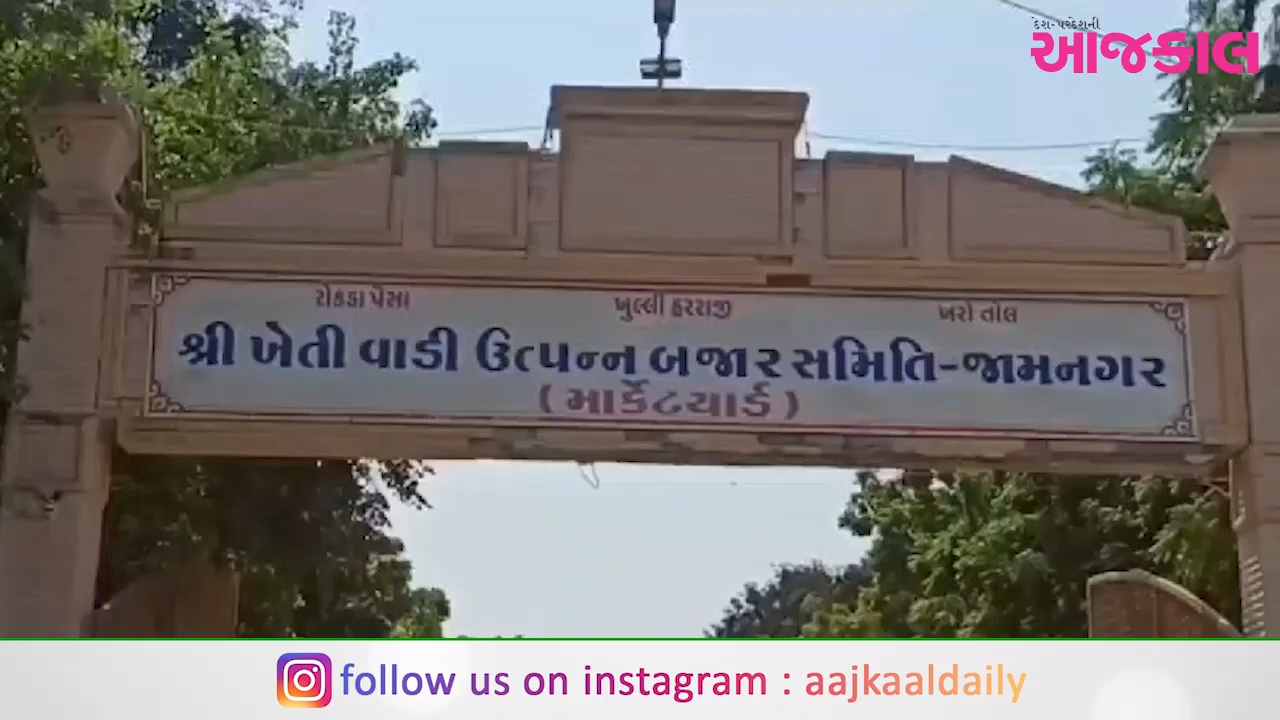 દેશ-પરદેશની
આજકાલ
રોકડા પૈસા ખુલ્લી હરરાજી ખરો તોલ
શ્રી ખેતી વાડી ઉત્પન્ન બજાર સમિતિ-જામનગર
( માર્કેટયાર્ડ )
follow us on instagram : aajkaaldaily